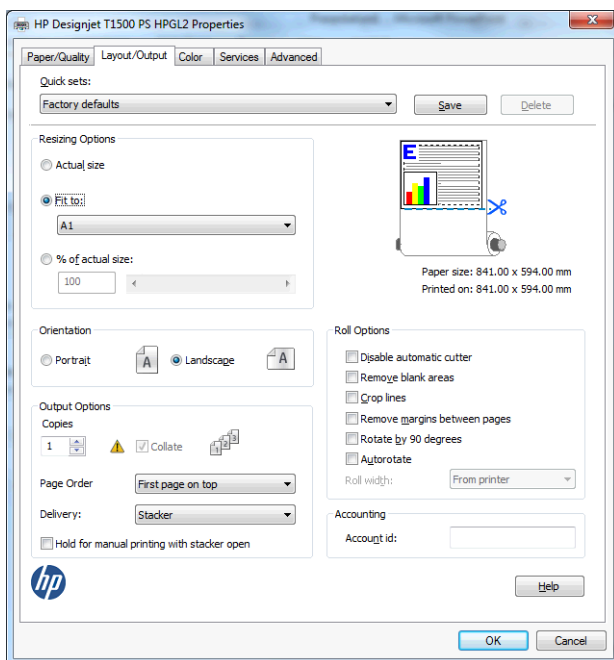 HP Designjet T1500 PS HPGL2 Properties
Paper/Quality Layout/Output Color Services Advanced
Quick sets:
Factory defaults Save Delete
Resizing Options
Actual size
Fit to:
A1
% of actual size:
100
E
Paper size: 841.00 x 594.00 mm
Printed on: 841.00 x 594.00 mm
Orientation
Portrait A Landscape A
Roll Options
Disable automatic cutter
Remove blank areas
Crop lines
Remove margins between pages
Rotate by 90 degrees
Autorotate
Roll width: From printer
Output Options
Copies
1 Collate 1 2 3
Page Order First page on top
Delivery: Stacker
Hold for manual printing with stacker open
Accounting
Account id:
hp
Help
OK Cancel